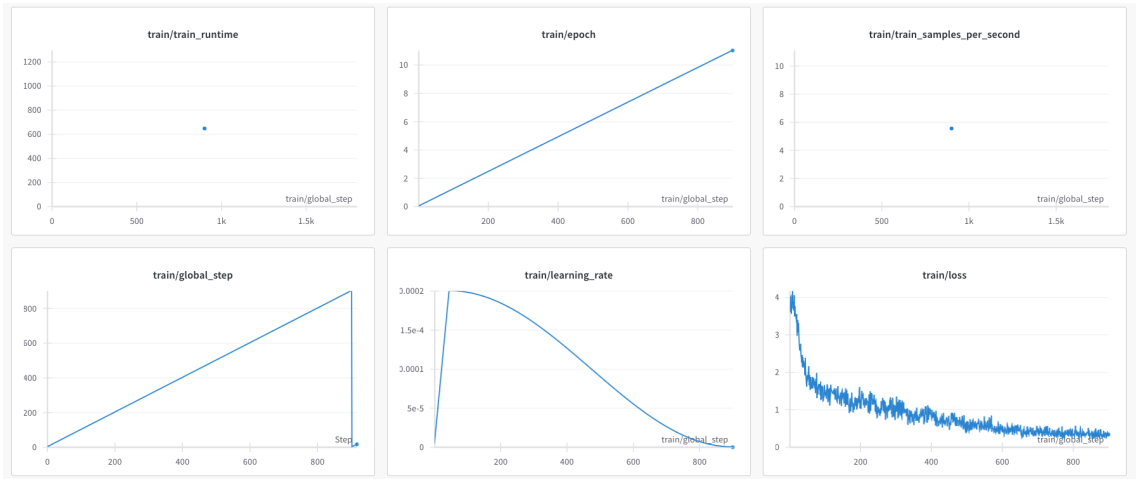 train/train_runtime
1200
1000
800
600
400
200
0
train/global_step
0 500 1k 1.5k
train/epoch
10
8
6
4
2
0
train/global_step
200 400 600 800
train/train_samples_per_second
10
8
6
4
2
0
train/global_step
0 500 1k 1.5k
train/global_step
800
600
400
200
0
Step
0 200 400 600 800
train/learning_rate
0.0002
1.5e-4
0.0001
5e-5
0
train/global_step
200 400 600 800
train/loss
4
3
2
1
0
train/global_step
200 400 600 800